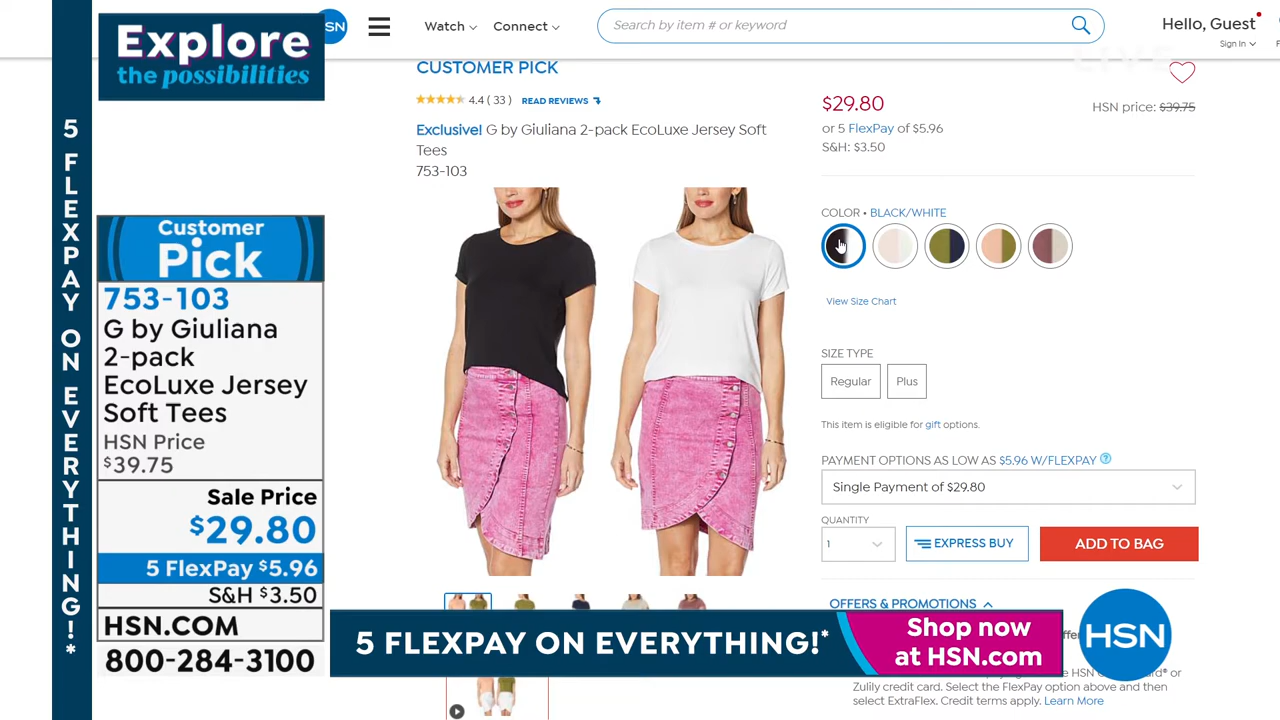 Explore
the possibilities
5 FLEXPAY ON EVERYTHING!*
Customer
Pick
753-103
G by Giuliana
2-pack
EcoLuxe Jersey
Soft Tees
HSN Price
$39.75
Sale Price
$29.80
5 FlexPay $5.96
S&H $3.50
HSN.COM
800-284-3100
SN
Watch
Connect
Search by item # or keyword
Hello, Guest
Sign In
LIVE
CUSTOMER PICK
4.4 ( 33 ) READ REVIEWS
Exclusive! G by Giuliana 2-pack EcoLuxe Jersey Soft
Tees
753-103
$29.80
HSN price: $39.75
or 5 FlexPay of $5.96
S&H: $3.50
COLOR • BLACK/WHITE
View Size Chart
SIZE TYPE
Regular
Plus
This item is eligible for gift options.
PAYMENT OPTIONS AS LOW AS $5.96 W/FLEXPAY ?
Single Payment of $29.80
QUANTITY
1
EXPRESS BUY
ADD TO BAG
OFFERS & PROMOTIONS
5 FLEXPAY ON EVERYTHING!*
Shop now
at HSN.com
HSN
Zulily credit card. Select the FlexPay option above and then
select ExtraFlex. Credit terms apply. Learn More